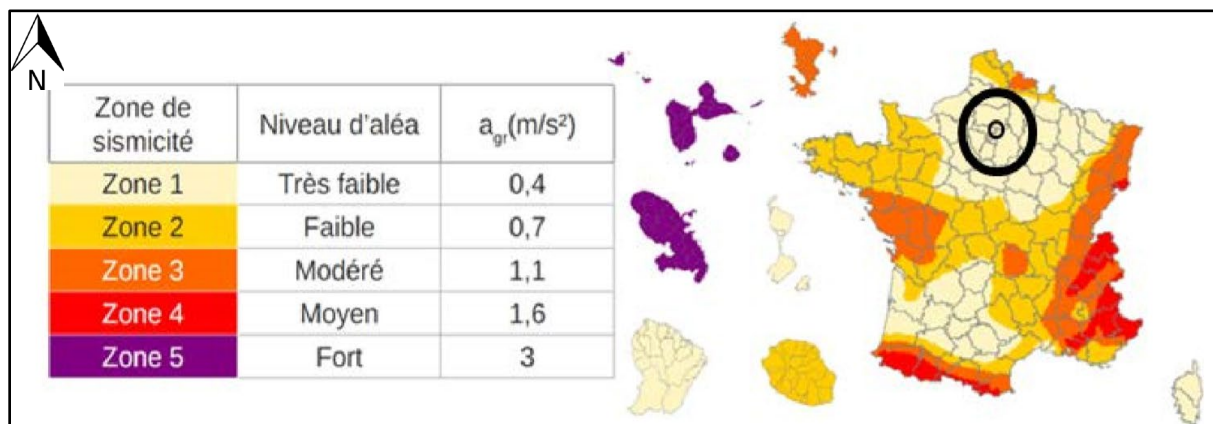 N
Zone de sismicité Niveau d'aléa a_gr(m/s²)
Zone 1 Très faible 0,4
Zone 2 Faible 0,7
Zone 3 Modéré 1,1
Zone 4 Moyen 1,6
Zone 5 Fort 3